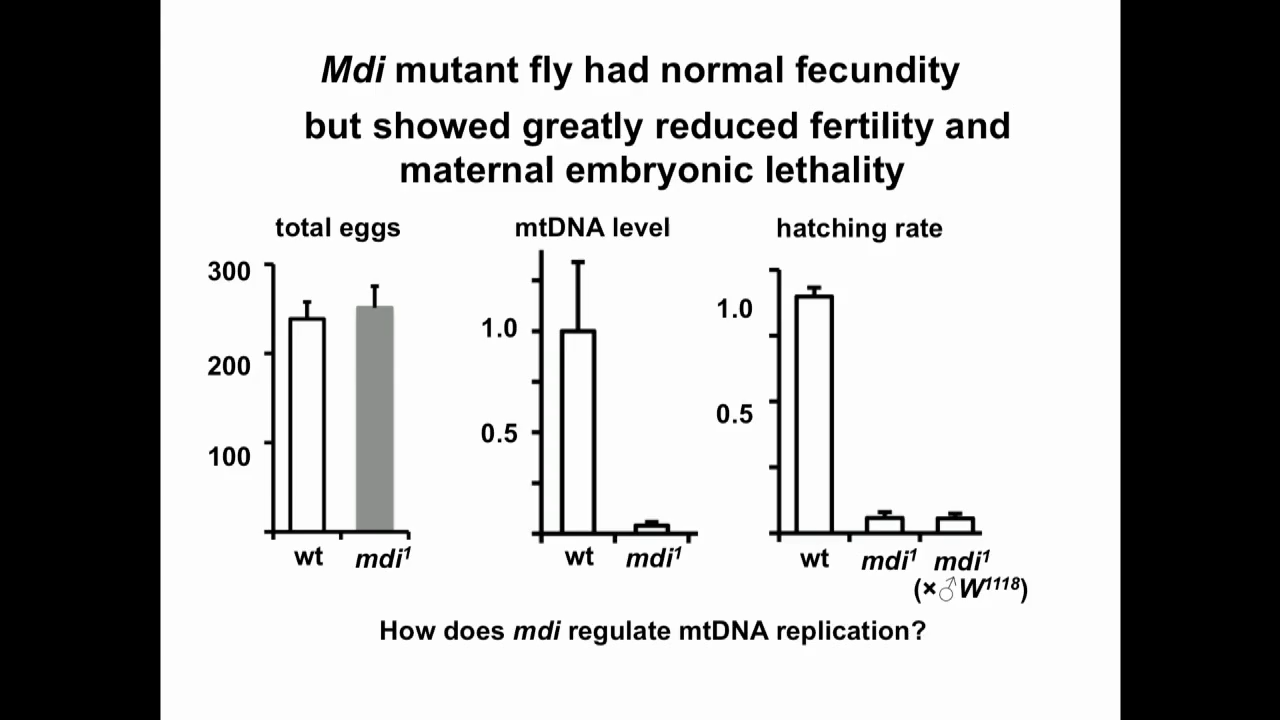 Mdi mutant fly had normal fecundity
but showed greatly reduced fertility and
maternal embryonic lethality
total eggs
300
200
100
wt mdi1
mtDNA level
1.0
0.5
wt mdi1
hatching rate
1.0
0.5
wt mdi1 mdi1
(×♂W1118)
How does mdi regulate mtDNA replication?